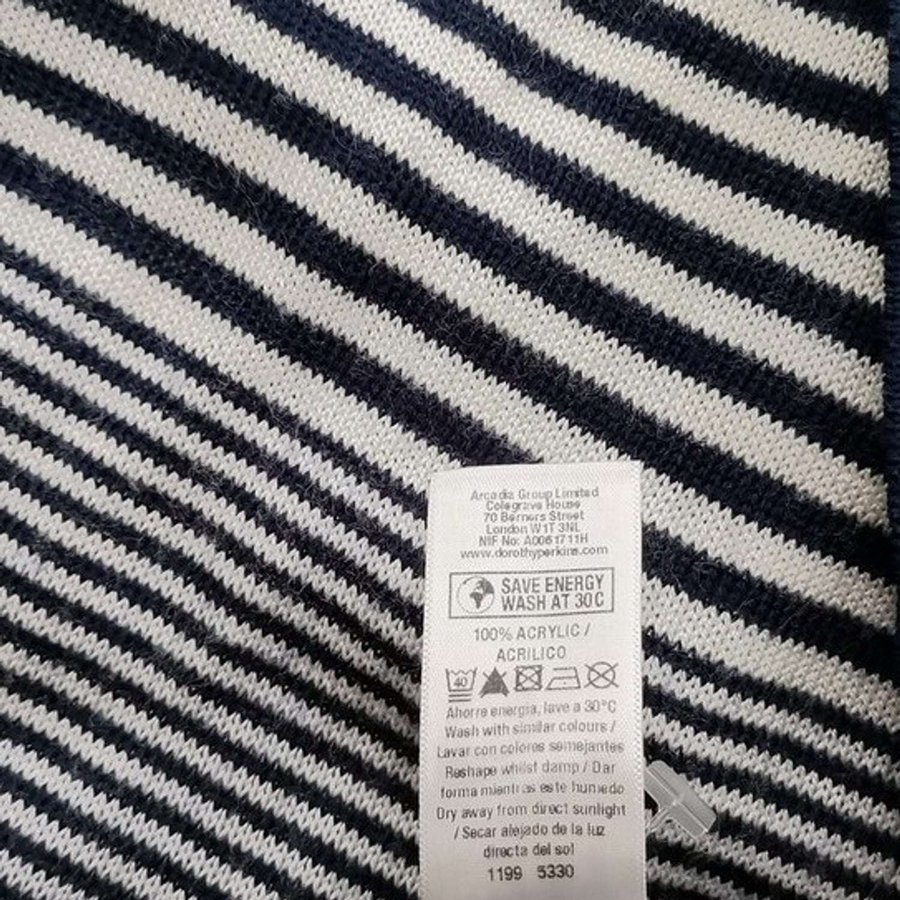 Arcadia Group Limited
Colegrave House
70 Berners Street
London W1T 3NL
NIF No: A0061711H
www.dorothyperkins.com
SAVE ENERGY
WASH AT 30C
100% ACRYLIC /
ACRILICO
40
Ahorre energia, lave a 30°C
Wash with similar colours /
Lavar con colores semejantes
Reshape whilst damp / Dar
forma mientras este humedo
Dry away from direct sunlight
/ Secar alejado de la luz
directa del sol
1199 5330